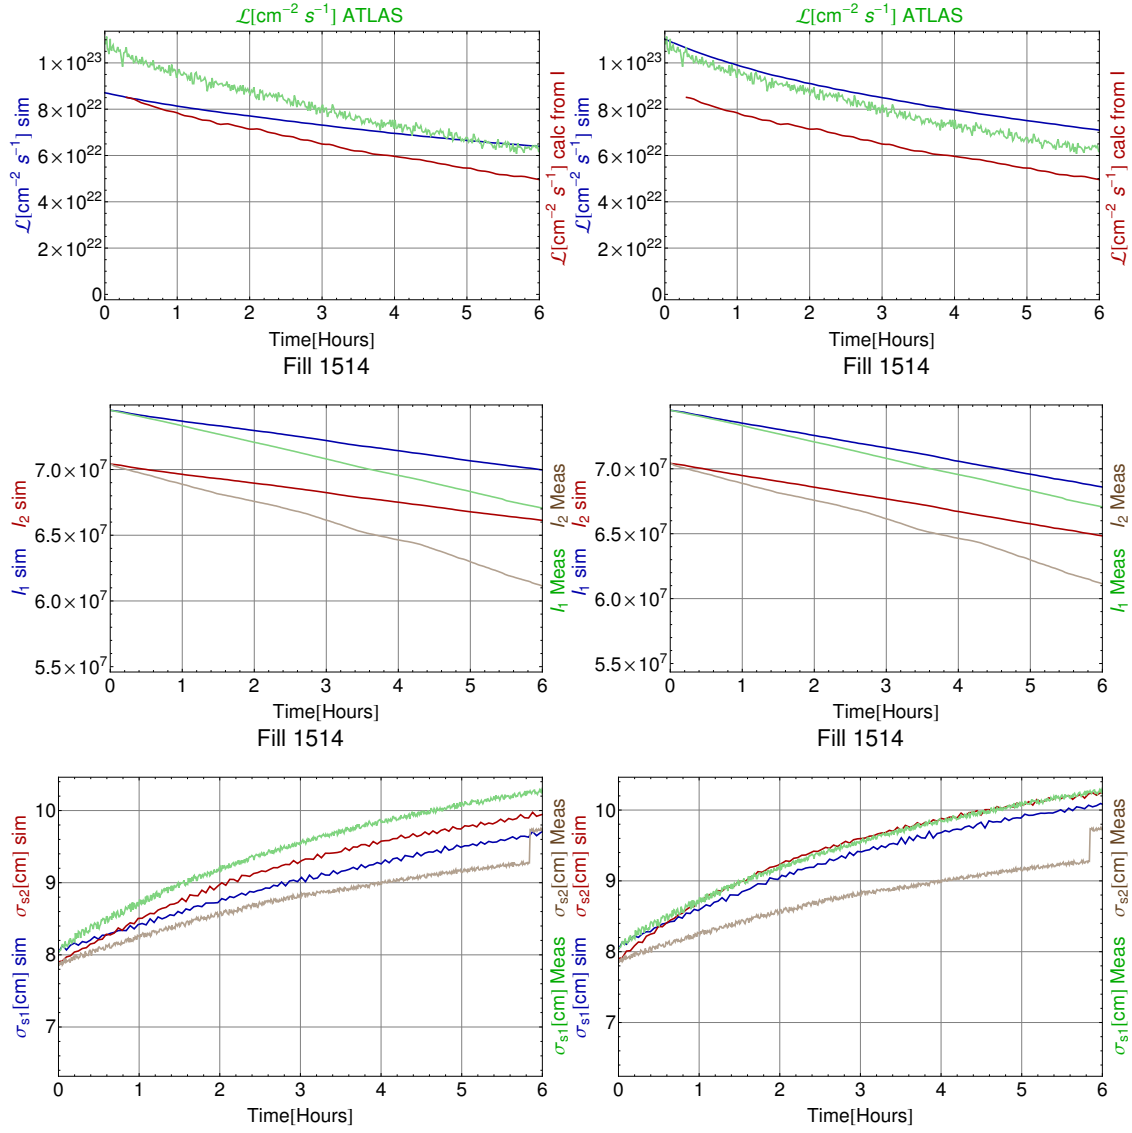 ℒ[cm⁻² s⁻¹] ATLAS
ℒ[cm⁻² s⁻¹] sim
1×10²³
8×10²²
6×10²²
4×10²²
2×10²²
0
0 1 2 3 4 5 6
Time[Hours]
ℒ[cm⁻² s⁻¹] calc from I
ℒ[cm⁻² s⁻¹] ATLAS
ℒ[cm⁻² s⁻¹] sim
1×10²³
8×10²²
6×10²²
4×10²²
2×10²²
0
0 1 2 3 4 5 6
Time[Hours]
ℒ[cm⁻² s⁻¹] calc from I
Fill 1514
I₁ sim I₂ sim
7.0×10⁷
6.5×10⁷
6.0×10⁷
5.5×10⁷
0 1 2 3 4 5 6
Time[Hours]
I₁ Meas I₂ Meas
Fill 1514
I₁ sim I₂ sim
7.0×10⁷
6.5×10⁷
6.0×10⁷
5.5×10⁷
0 1 2 3 4 5 6
Time[Hours]
I₁ Meas I₂ Meas
Fill 1514
σs1[cm] sim σs2[cm] sim
10
9
8
7
0 1 2 3 4 5 6
Time[Hours]
σs1[cm] Meas σs2[cm] Meas
Fill 1514
σs1[cm] sim σs2[cm] sim
10
9
8
7
0 1 2 3 4 5 6
Time[Hours]
σs1[cm] Meas σs2[cm] Meas